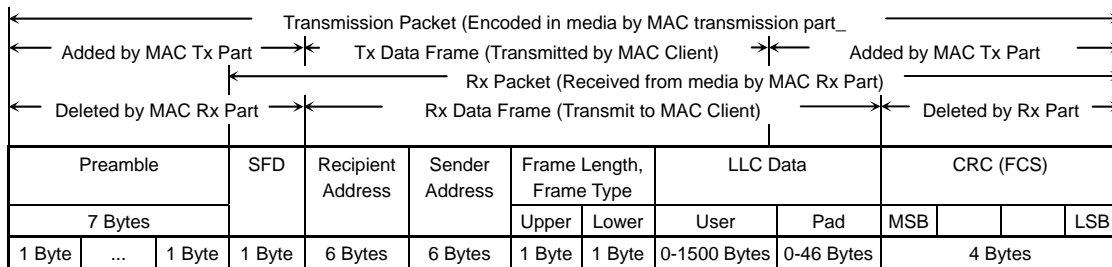 Transmission Packet (Encoded in media by MAC transmission part_
Added by MAC Tx Part Tx Data Frame (Transmitted by MAC Client) Added by MAC Tx Part
Rx Packet (Received from media by MAC Rx Part)
Deleted by MAC Rx Part Rx Data Frame (Transmit to MAC Client) Deleted by Rx Part
Preamble SFD Recipient Sender Frame Length, LLC Data CRC (FCS)
Address Address Frame Type
7 Bytes Upper Lower User Pad MSB LSB
1 Byte ... 1 Byte 1 Byte 6 Bytes 6 Bytes 1 Byte 1 Byte 0-1500 Bytes 0-46 Bytes 4 Bytes